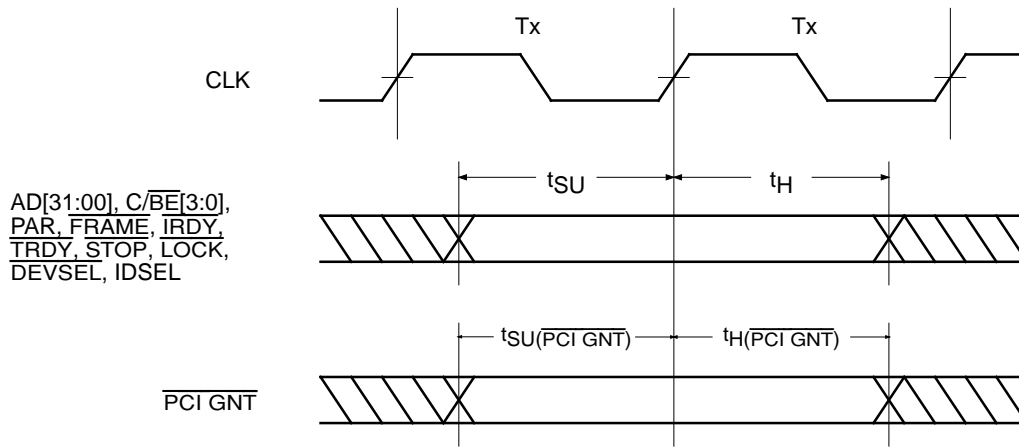 Tx Tx
CLK
tSU tH
AD[31:00], C/BE[3:0],
PAR, FRAME, IRDY,
TRDY, STOP, LOCK,
DEVSEL, IDSEL
tSU(PCI GNT) tH(PCI GNT)
PCI GNT